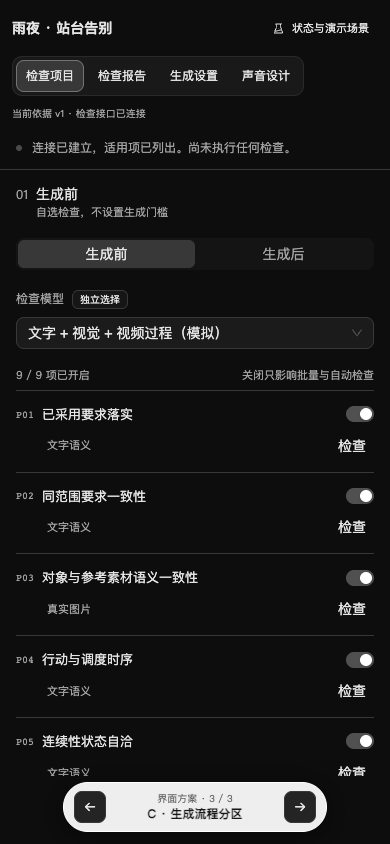 雨夜 · 站台告别
状态与演示场景
检查项目 检查报告 生成设置 声音设计
当前依据 v1 · 检查接口已连接
连接已建立，适用项已列出。尚未执行任何检查。
01 生成前
自选检查，不设置生成门槛
生成前 生成后
检查模型 独立选择
文字 + 视觉 + 视频过程（模拟）
9 / 9 项已开启 关闭只影响批量与自动检查
P01 已采用要求落实
文字语义 检查
P02 同范围要求一致性
文字语义 检查
P03 对象与参考素材语义一致性
真实图片 检查
P04 行动与调度时序
文字语义 检查
P05 连续性状态自洽
文字语义 检查
界面方案 · 3 / 3
C · 生成流程分区